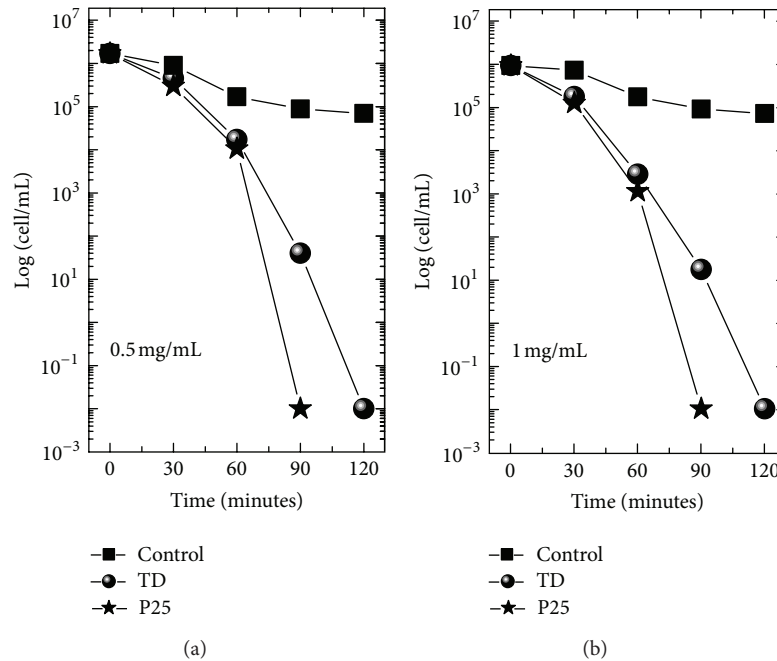 10^7
10^5
10^3
10^1
10^−1
10^−3
Log (cell/mL)
0.5 mg/mL
0 30 60 90 120
Time (minutes)
Control
TD
P25
(a)
10^7
10^5
10^3
10^1
10^−1
10^−3
Log (cell/mL)
1 mg/mL
0 30 60 90 120
Time (minutes)
Control
TD
P25
(b)